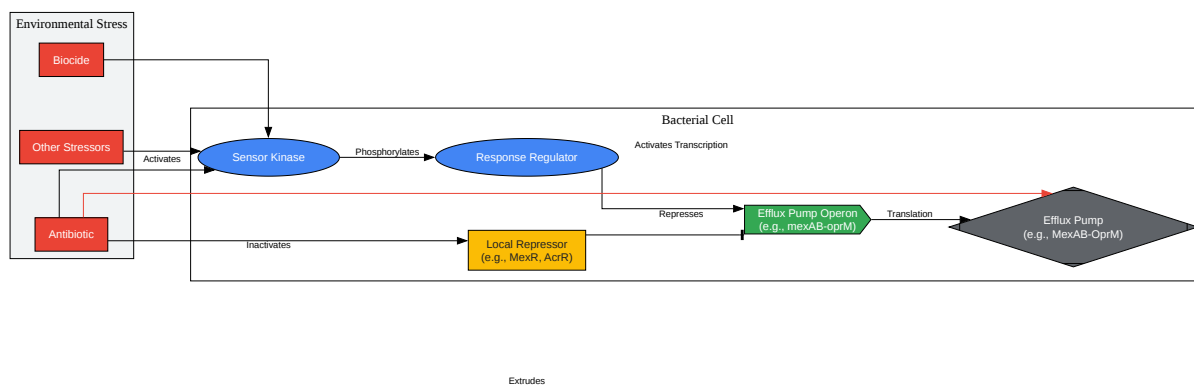 Environmental Stress
Biocide
Bacterial Cell
Other Stressors
Activates
Sensor Kinase
Phosphorylates
Response Regulator
Activates Transcription
Antibiotic
Inactivates
Local Repressor
(e.g., MexR, AcrR)
Represses
Efflux Pump Operon
(e.g., mexAB-oprM)
Translation
Efflux Pump
(e.g., MexAB-OprM)
Extrudes